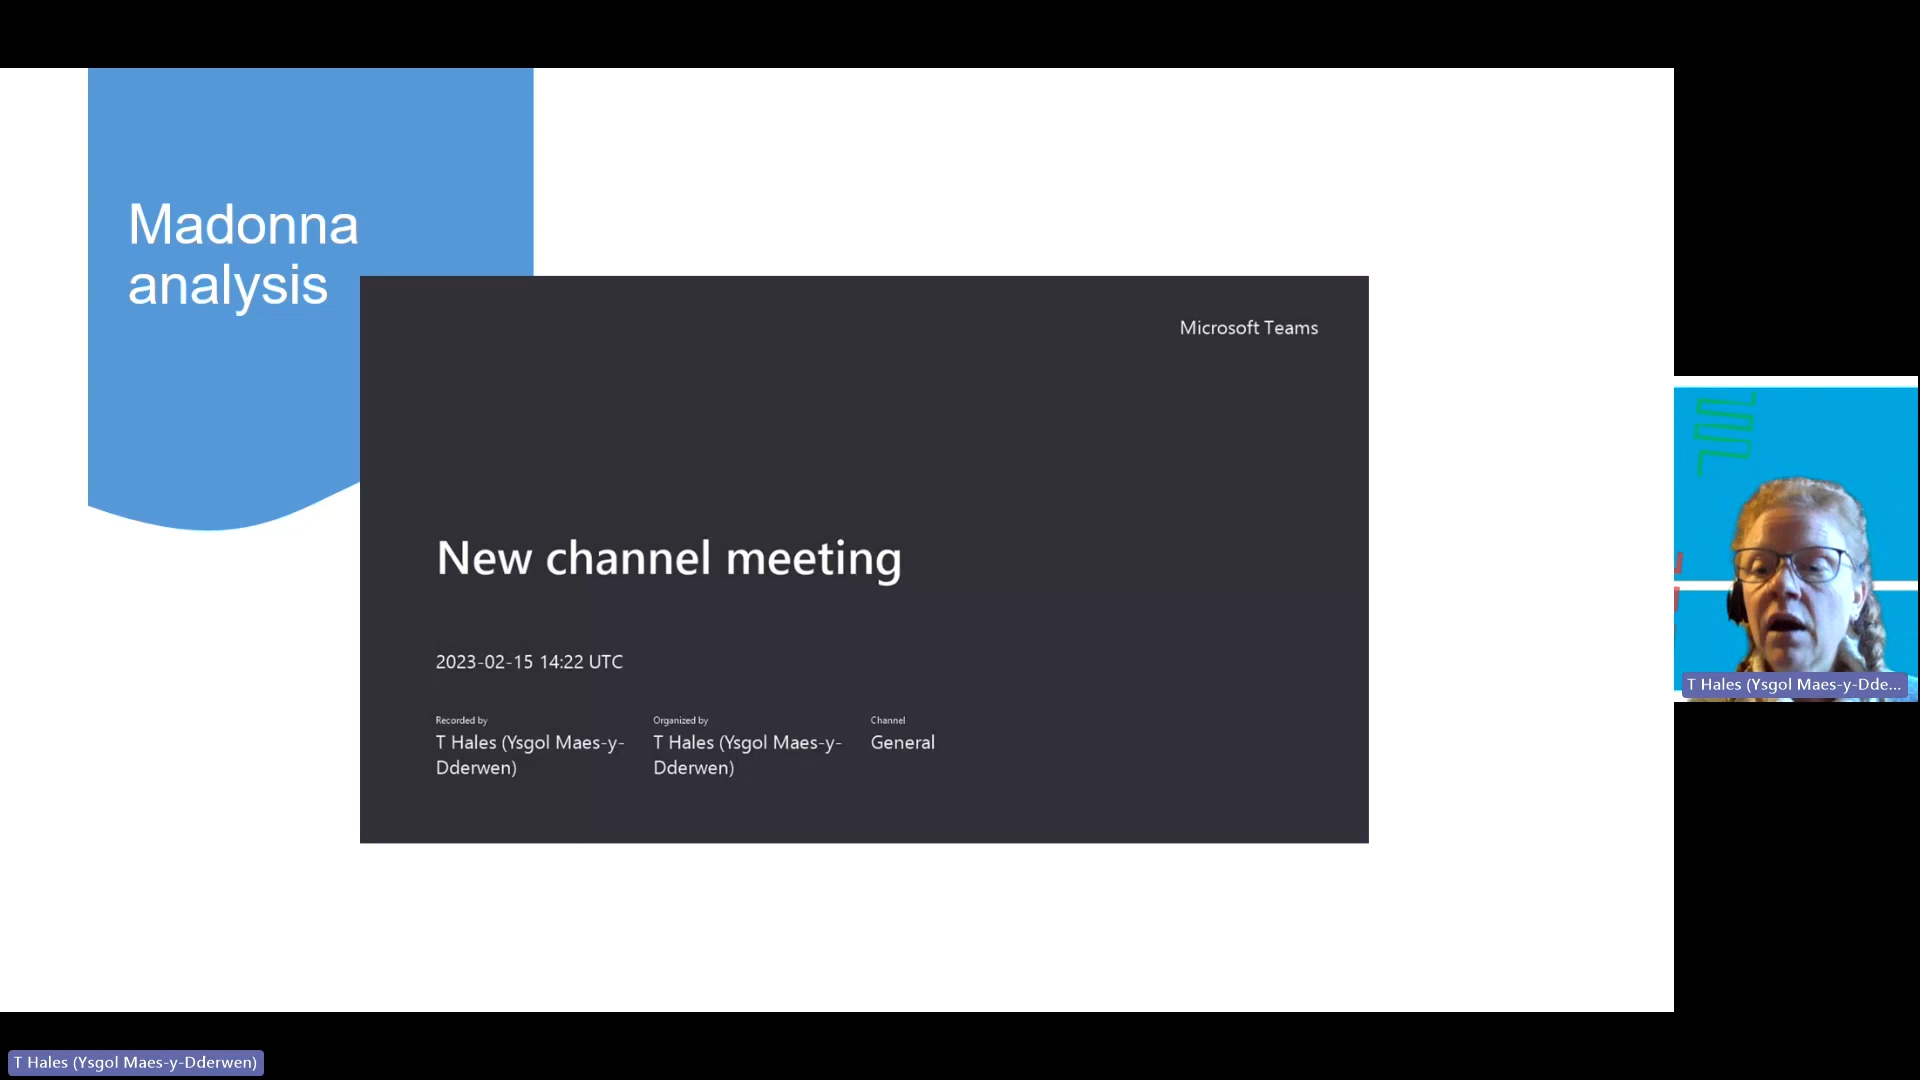 Madonna
analysis
Microsoft Teams
New channel meeting
2023-02-15 14:22 UTC
Recorded by
T Hales (Ysgol Maes-y-
Dderwen)
Organized by
T Hales (Ysgol Maes-y-
Dderwen)
Channel
General
T Hales (Ysgol Maes-y-Dde...
T Hales (Ysgol Maes-y-Dderwen)